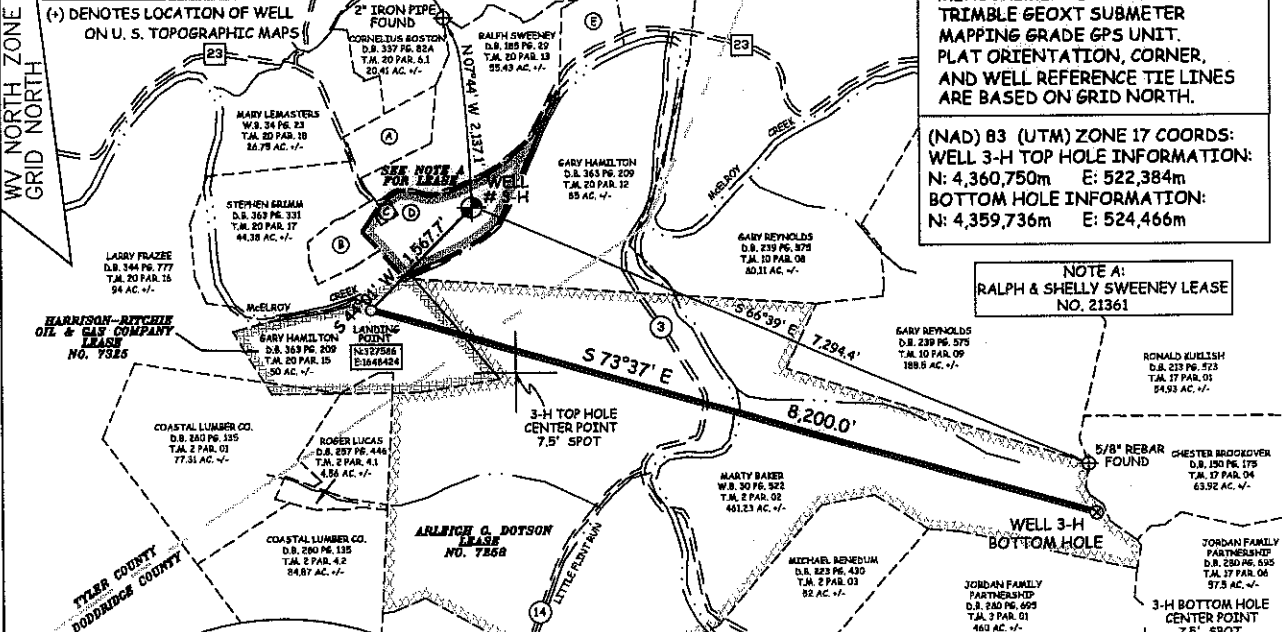 WV NORTH ZONE
GRID NORTH
(+) DENOTES LOCATION OF WELL
ON U. S. TOPOGRAPHIC MAPS
23
2" IRON PIPE
FOUND
CORNELIUS BOSTON
D.B. 337 PG. 82A
T.M. 20 PAR. 6.1
20.41 AC. +/-
RALPH SWEENEY
D.B. 185 PG. 29
T.M. 20 PAR. 13
55.43 AC. +/-
E
23
N 07°44' W 2,137.1'
MARY LEMASTERS
W.B. 34 PG. 23
T.M. 20 PAR. 18
26.75 AC. +/-
A
SEE NOTE A
FOR LEASE
WELL
# 3-H
C
D
B
STEPHEN GRIMM
D.B. 363 PG. 331
T.M. 20 PAR. 17
44.38 AC. +/-
GARY HAMILTON
D.B. 363 PG. 209
T.M. 20 PAR. 12
55 AC. +/-
McELROY
CREEK
GARY REYNOLDS
D.B. 239 PG. 575
T.M. 10 PAR. 08
60.11 AC. +/-
LARRY FRAZEE
D.B. 344 PG. 777
T.M. 20 PAR. 16
94 AC. +/-
McELROY
CREEK
1,567.7'
HARRISON-RITCHIE
OIL & GAS COMPANY
LEASE
NO. 7325
GARY HAMILTON
D.B. 363 PG. 209
T.M. 20 PAR. 15
50 AC. +/-
LANDING
POINT
N:327586
E:1648424
3
S 66°39' E
7,294.4'
S 73°37' E
8,200.0'
3-H TOP HOLE
CENTER POINT
7.5' SPOT
GARY REYNOLDS
D.B. 239 PG. 575
T.M. 10 PAR. 09
188.5 AC. +/-
TRIMBLE GEOXT SUBMETER
MAPPING GRADE GPS UNIT.
PLAT ORIENTATION, CORNER,
AND WELL REFERENCE TIE LINES
ARE BASED ON GRID NORTH.
(NAD) 83 (UTM) ZONE 17 COORDS:
WELL 3-H TOP HOLE INFORMATION:
N: 4,360,750m E: 522,384m
BOTTOM HOLE INFORMATION:
N: 4,359,736m E: 524,466m
NOTE A:
RALPH & SHELLY SWEENEY LEASE
NO. 21361
RONALD KUKLISH
D.B. 213 PG. 523
T.M. 17 PAR. 01
54.93 AC. +/-
5/8" REBAR
FOUND
CHESTER BROOKOVER
D.B. 150 PG. 175
T.M. 17 PAR. 04
63.92 AC. +/-
COASTAL LUMBER CO.
D.B. 260 PG. 135
T.M. 2 PAR. 01
77.31 AC. +/-
ROGER LUCAS
D.B. 257 PG. 446
T.M. 2 PAR. 4.1
4.56 AC. +/-
MARTY BAKER
W.B. 30 PG. 522
T.M. 2 PAR. 02
461.23 AC. +/-
WELL 3-H
BOTTOM HOLE
COASTAL LUMBER CO.
D.B. 260 PG. 135
T.M. 2 PAR. 4.2
84.87 AC. +/-
ARLEIGH G. DOTSON
LEASE
NO. 7258
LITTLE FLINT RUN
14
MICHAEL BENEDUM
D.B. 223 PG. 430
T.M. 2 PAR. 03
82 AC. +/-
JORDAN FAMILY
PARTNERSHIP
D.B. 280 PG. 695
T.M. 3 PAR. 01
460 AC. +/-
JORDAN FAMILY
PARTNERSHIP
D.B. 280 PG. 695
T.M. 17 PAR. 06
37.5 AC. +/-
3-H BOTTOM HOLE
CENTER POINT
7.5' SPOT
TYLER COUNTY
DODDRIDGE COUNTY